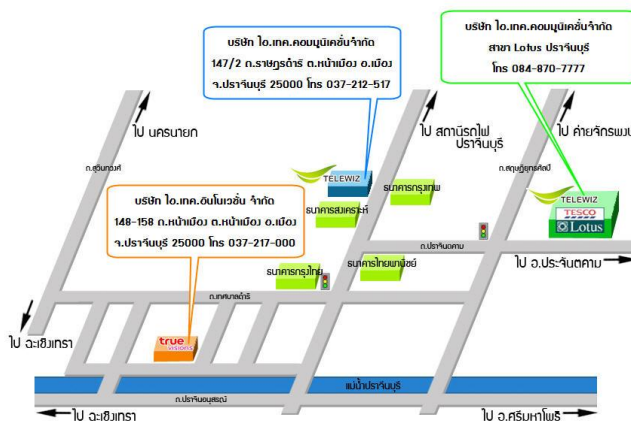 บริษัท ไอ.เทค.คอมมูนิเคชั่นจำกัด
147/2 ถ.ราษฎรดำริ ต.หน้าเมือง อ.เมือง
จ.ปราจีนบุรี 25000 โทร 037-212-517
บริษัท ไอ.เทค.คอมมูนิเคชั่นจำกัด
สาขา Lotus ปราจีนบุรี
โทร 084-870-7777
ไป นครนายก
ไป สถานีรถไฟ
ปราจีนบุรี
ไป ค่ายจักรพงษ์
ถ.สุวินทวงศ์
ถ.สฤษฎิ์ยุทธศิลป์
TELEWIZ
ธนาคารกรุงเทพ
ธนาคารสงเคราะห์
TELEWIZ
TESCO
Lotus
บริษัท ไอ.เทค.อินโนเวชั่น จำกัด
148-158 ถ.หน้าเมือง ต.หน้าเมือง อ.เมือง
จ.ปราจีนบุรี 25000 โทร 037-217-000
ถ.ปราจีนตคาม
ธนาคารกรุงไทย
ธนาคารไทยพาณิชย์
ไป อ.ประจันตคาม
ถ.เทศบาลดำริ
true
VISIONS
ไป ฉะเชิงเทรา
แม่น้ำปราจีนบุรี
ถ.ปราจีนอนุสรณ์
ไป ฉะเชิงเทรา
ไป อ.ศรีมหาโพธิ